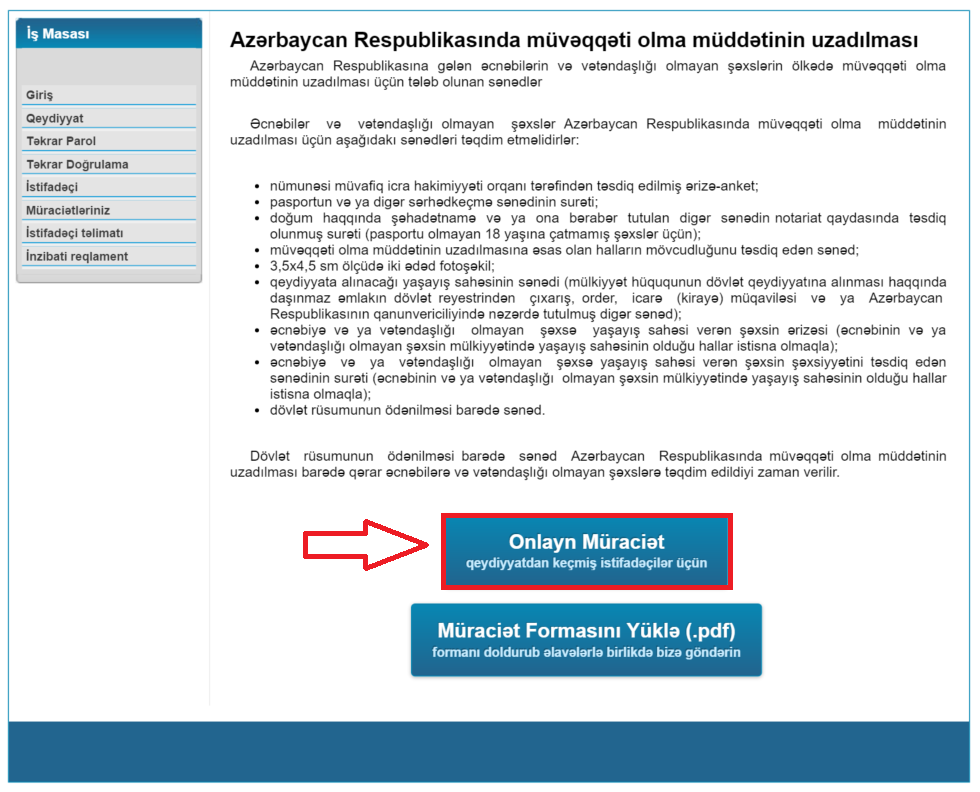 İş Masası
Giriş
Qeydiyyat
Təkrar Parol
Təkrar Doğrulama
İstifadəçi
Müraciətləriniz
İstifadəçi təlimatı
İnzibati reqlament
Azərbaycan Respublikasında müvəqqəti olma müddətinin uzadılması
Azərbaycan Respublikasına gələn əcnəbilərin və vətəndaşlığı olmayan şəxslərin ölkədə müvəqqəti olma
müddətinin uzadılması üçün tələb olunan sənədlər
Əcnəbilər və vətəndaşlığı olmayan şəxslər Azərbaycan Respublikasında müvəqqəti olma müddətinin
uzadılması üçün aşağıdakı sənədləri təqdim etməlidirlər:
• nümunəsi müvafiq icra hakimiyyəti orqanı tərəfindən təsdiq edilmiş ərizə-anket;
• pasportun və ya digər sərhədkeçmə sənədinin surəti;
• doğum haqqında şəhadətnamə və ya ona bərabər tutulan digər sənədin notariat qaydasında təsdiq
olunmuş surəti (pasportu olmayan 18 yaşına çatmamış şəxslər üçün);
• müvəqqəti olma müddətinin uzadılmasına əsas olan halların mövcudluğunu təsdiq edən sənəd;
• 3,5x4,5 sm ölçüdə iki ədəd fotoşəkil;
• qeydiyyata alınacağı yaşayış sahəsinin sənədi (mülkiyyət hüququnun dövlət qeydiyyatına alınması haqqında
daşınmaz əmlakın dövlət reyestrindən çıxarış, order, icarə (kirayə) müqaviləsi və ya Azərbaycan
Respublikasının qanunvericiliyində nəzərdə tutulmuş digər sənəd);
• əcnəbiyə və ya vətəndaşlığı olmayan şəxsə yaşayış sahəsi verən şəxsin ərizəsi (əcnəbinin və ya
vətəndaşlığı olmayan şəxsin mülkiyyətində yaşayış sahəsinin olduğu hallar istisna olmaqla);
• əcnəbiyə və ya vətəndaşlığı olmayan şəxsə yaşayış sahəsi verən şəxsin şəxsiyyətini təsdiq edən
sənədinin surəti (əcnəbinin və ya vətəndaşlığı olmayan şəxsin mülkiyyətində yaşayış sahəsinin olduğu hallar
istisna olmaqla);
• dövlət rüsumunun ödənilməsi barədə sənəd.
Dövlət rüsumunun ödənilməsi barədə sənəd Azərbaycan Respublikasında müvəqqəti olma müddətinin
uzadılması barədə qərar əcnəbilərə və vətəndaşlığı olmayan şəxslərə təqdim edildiyi zaman verilir.
Onlayn Müraciət
qeydiyyatdan keçmiş istifadəçilər üçün
Müraciət Formasını Yüklə (.pdf)
formanı doldurub əlavələrlə birlikdə bizə göndərin